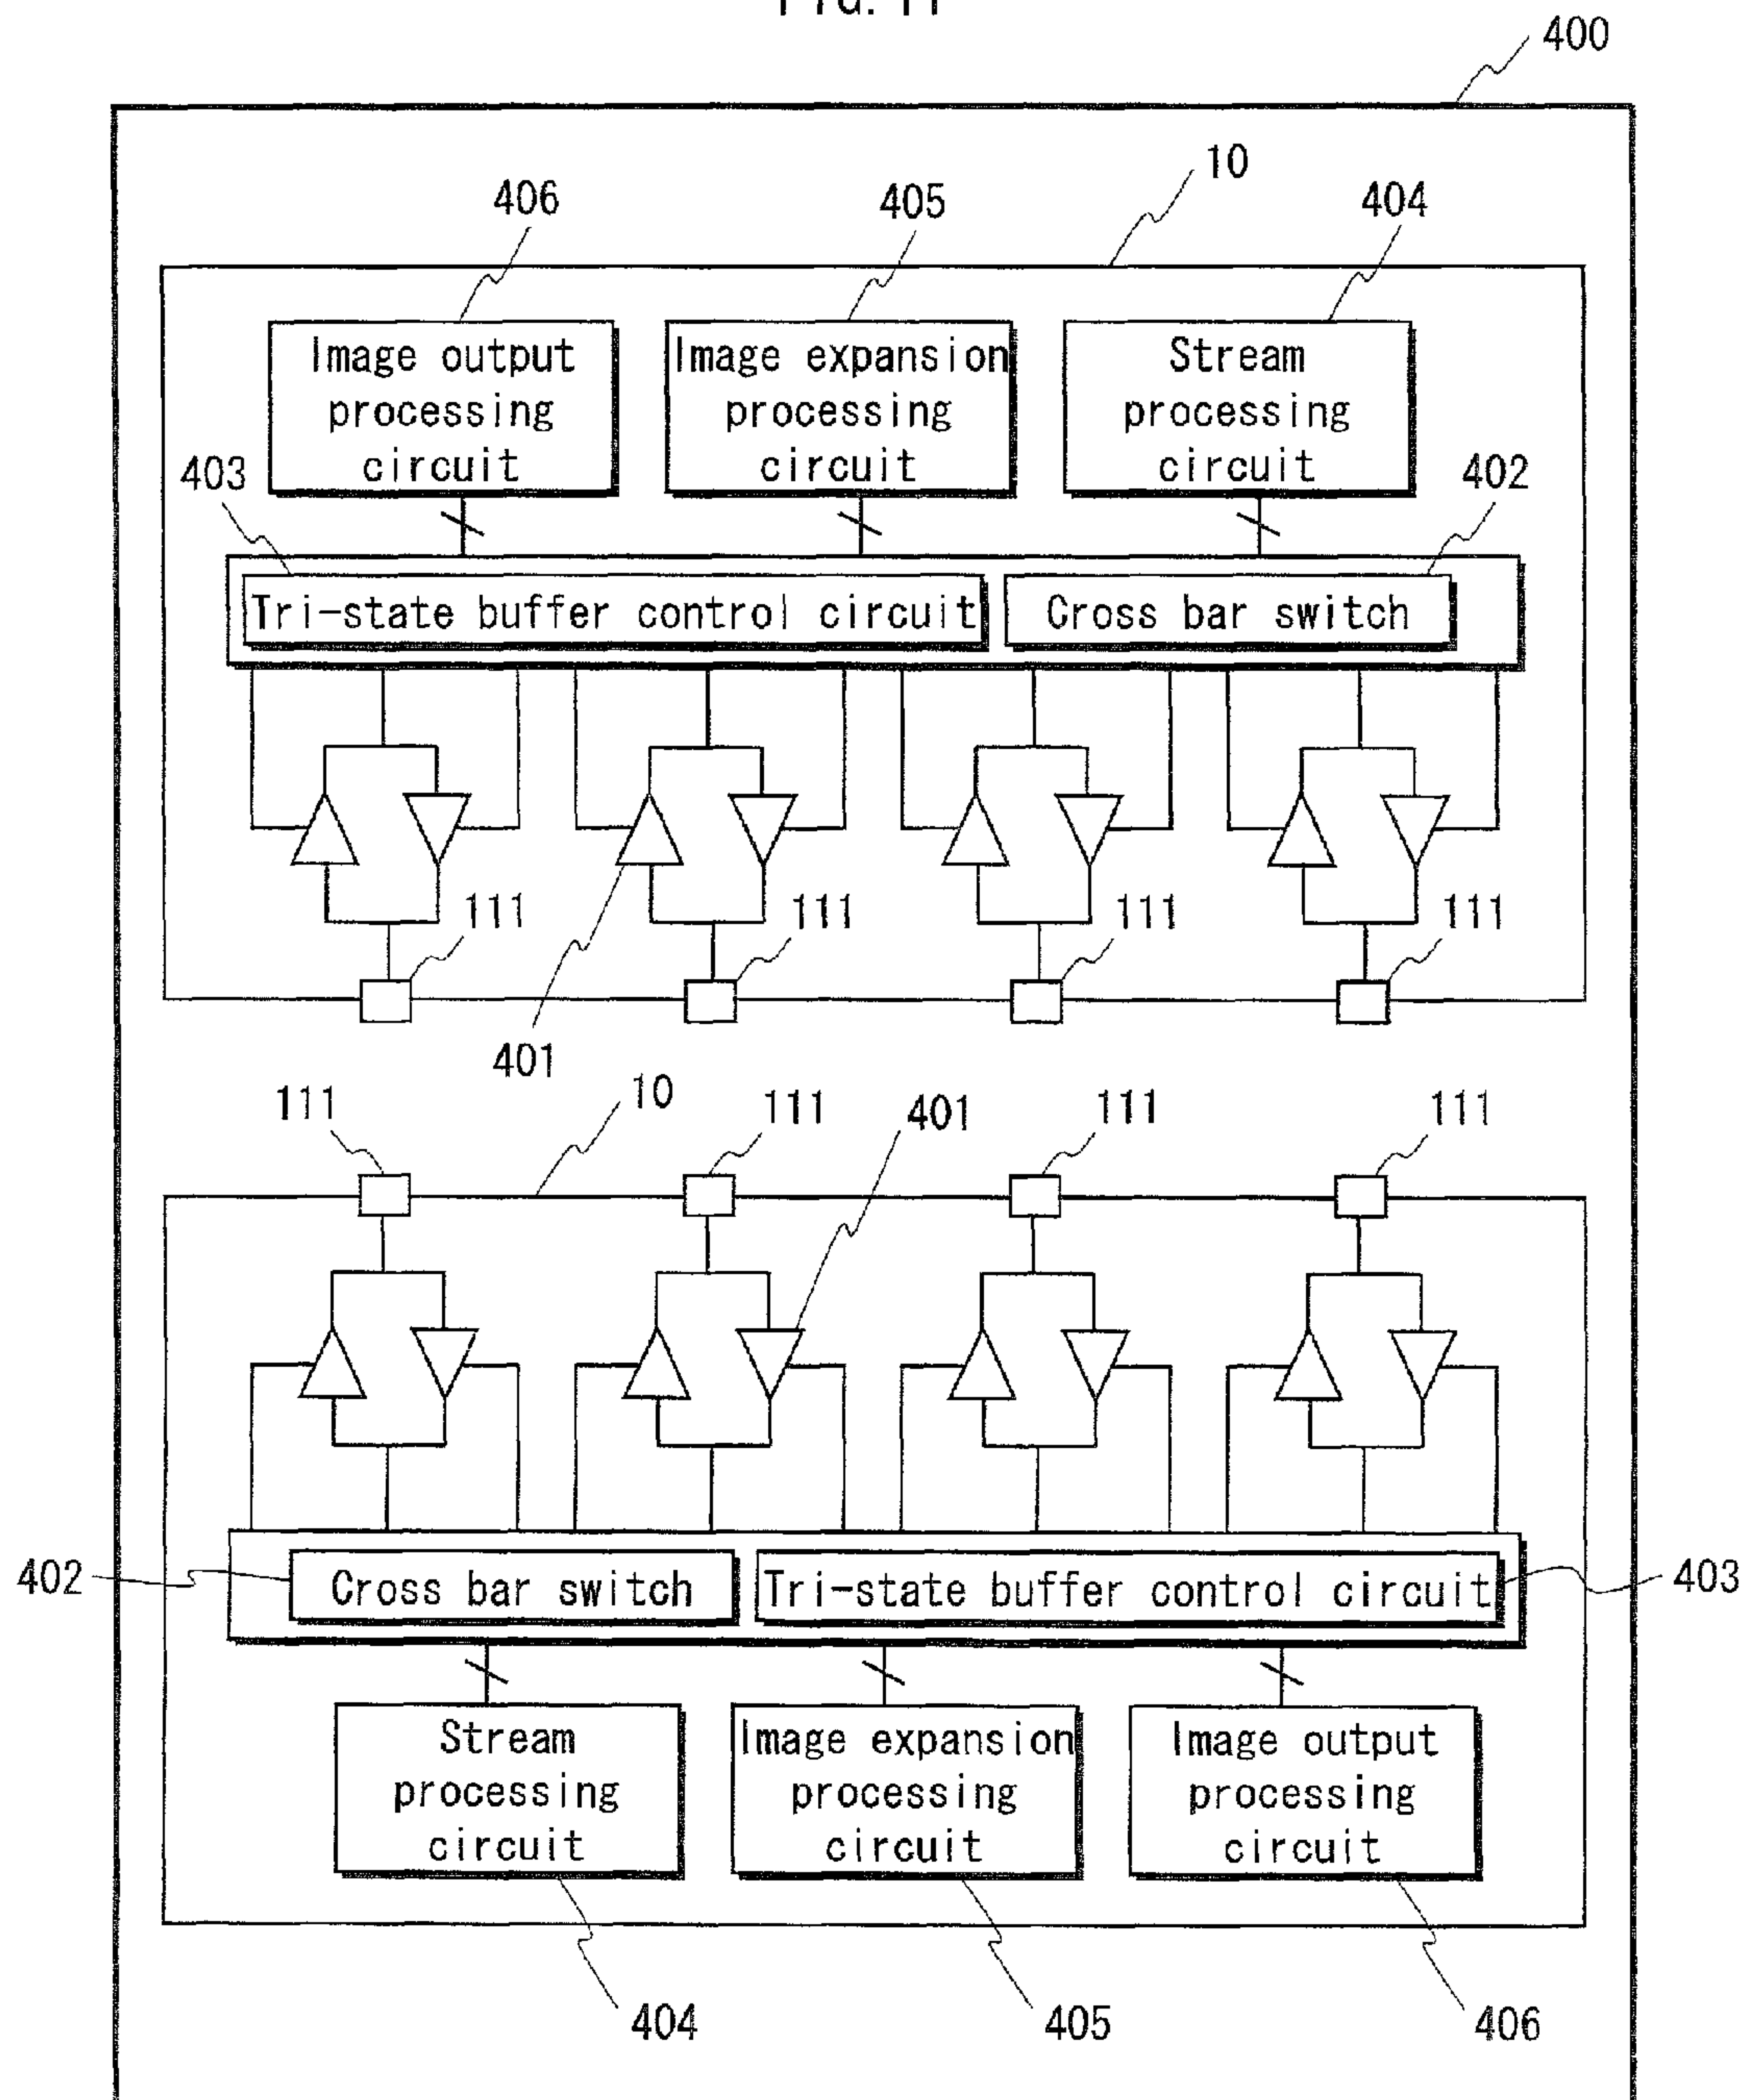 FIG. 11
400
10
406
405
404
Image output
processing
circuit
Image expansion
processing
circuit
Stream
processing
circuit
403
402
Tri-state buffer control circuit
Cross bar switch
111
111
111
111
401
111
10
111
401
111
111
402
Cross bar switch
Tri-state buffer control circuit
403
Stream
processing
circuit
Image expansion
processing
circuit
Image output
processing
circuit
404
405
406